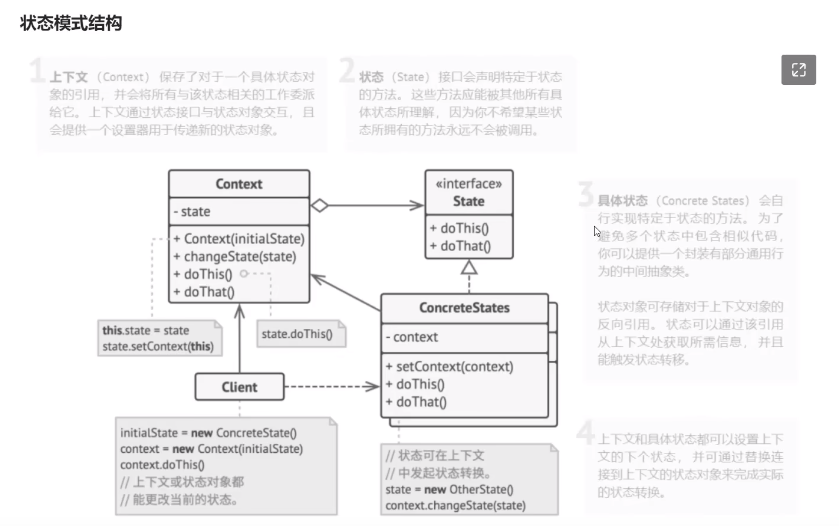 状态模式结构
1
上下文 （Context） 保存了对于一个具体状态对
象的引用， 并会将所有与该状态相关的工作委派
给它。 上下文通过状态接口与状态对象交互， 且
会提供一个设置器用于传递新的状态对象。
2
状态 （State） 接口会声明特定于状态
的方法。 这些方法应能被其他所有具
体状态所理解， 因为你不希望某些状
态所拥有的方法永远不会被调用。
Context
- state
+ Context(initialState)
+ changeState(state)
+ doThis()
+ doThat()
«interface»
State
+ doThis()
+ doThat()
3
具体状态 （Concrete States） 会自
行实现特定于状态的方法。 为了
避免多个状态中包含相似代码，
你可以提供一个封装有部分通用行
为的中间抽象类。
状态对象可存储对于上下文对象的
反向引用。 状态可以通过该引用
从上下文处获取所需信息， 并且
能触发状态转移。
this.state = state
state.setContext(this)
state.doThis()
ConcreteStates
- context
+ setContext(context)
+ doThis()
+ doThat()
Client
initialState = new ConcreteState()
context = new Context(initialState)
context.doThis()
// 上下文或状态对象都
// 能更改当前的状态。
// 状态可在上下文
// 中发起状态转换。
state = new OtherState()
context.changeState(state)
4
上下文和具体状态都可以设置上下
文的下个状态， 并可通过替换连
接到上下文的状态对象来完成实际
的状态转换。